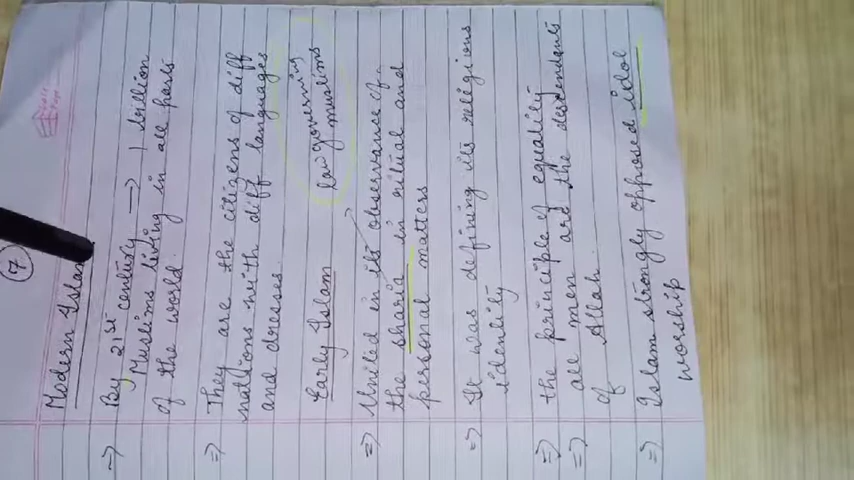 17
Modern Islam
=> By 21st century → 1 billion
Muslims living in all parts
of the world.
=> They are the citizens of diff
nattions with diff languages
and dresses.
Early Islam
law governing
muslims
=> United in its observance of
the sharia in ritual and
personal matters
=> It was defining its religious
identity
=> the principle of equality
=> all men and the descendants
of Allah.
=> Islam strongly opposed idol
worship